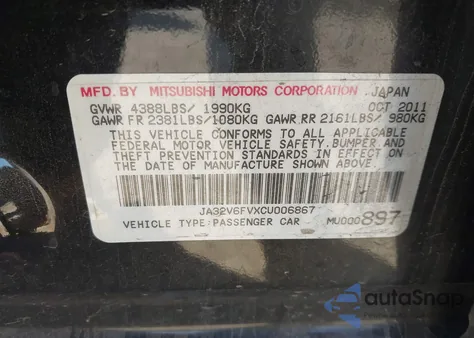 MFD. BY MITSUBISHI MOTORS CORPORATION, JAPAN
GVWR 4388LBS/ 1990KG OCT 2011
GAWR FR 2381LBS/1080KG GAWR RR 2161LBS/ 980KG
THIS VEHICLE CONFORMS TO ALL APPLICABLE
FEDERAL MOTOR VEHICLE SAFETY, BUMPER,
AND THEFT PREVENTION STANDARDS IN EFFECT ON
THE DATE OF MANUFACTURE SHOWN ABOVE.
JA32V6FVXCU006867
VEHICLE TYPE:PASSENGER CAR MU000897
autoSnap